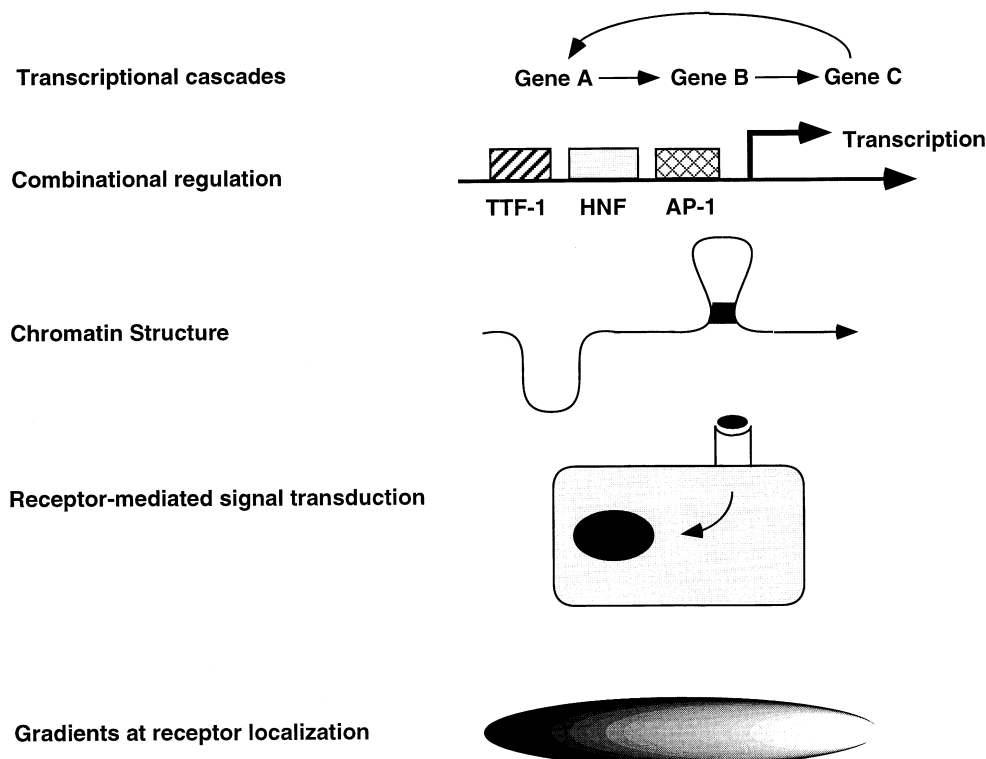 Transcriptional cascades
Gene A
Gene B
Gene C
Combinational regulation
Transcription
TTF-1
HNF
AP-1
Chromatin Structure
Receptor-mediated signal transduction
Gradients at receptor localization